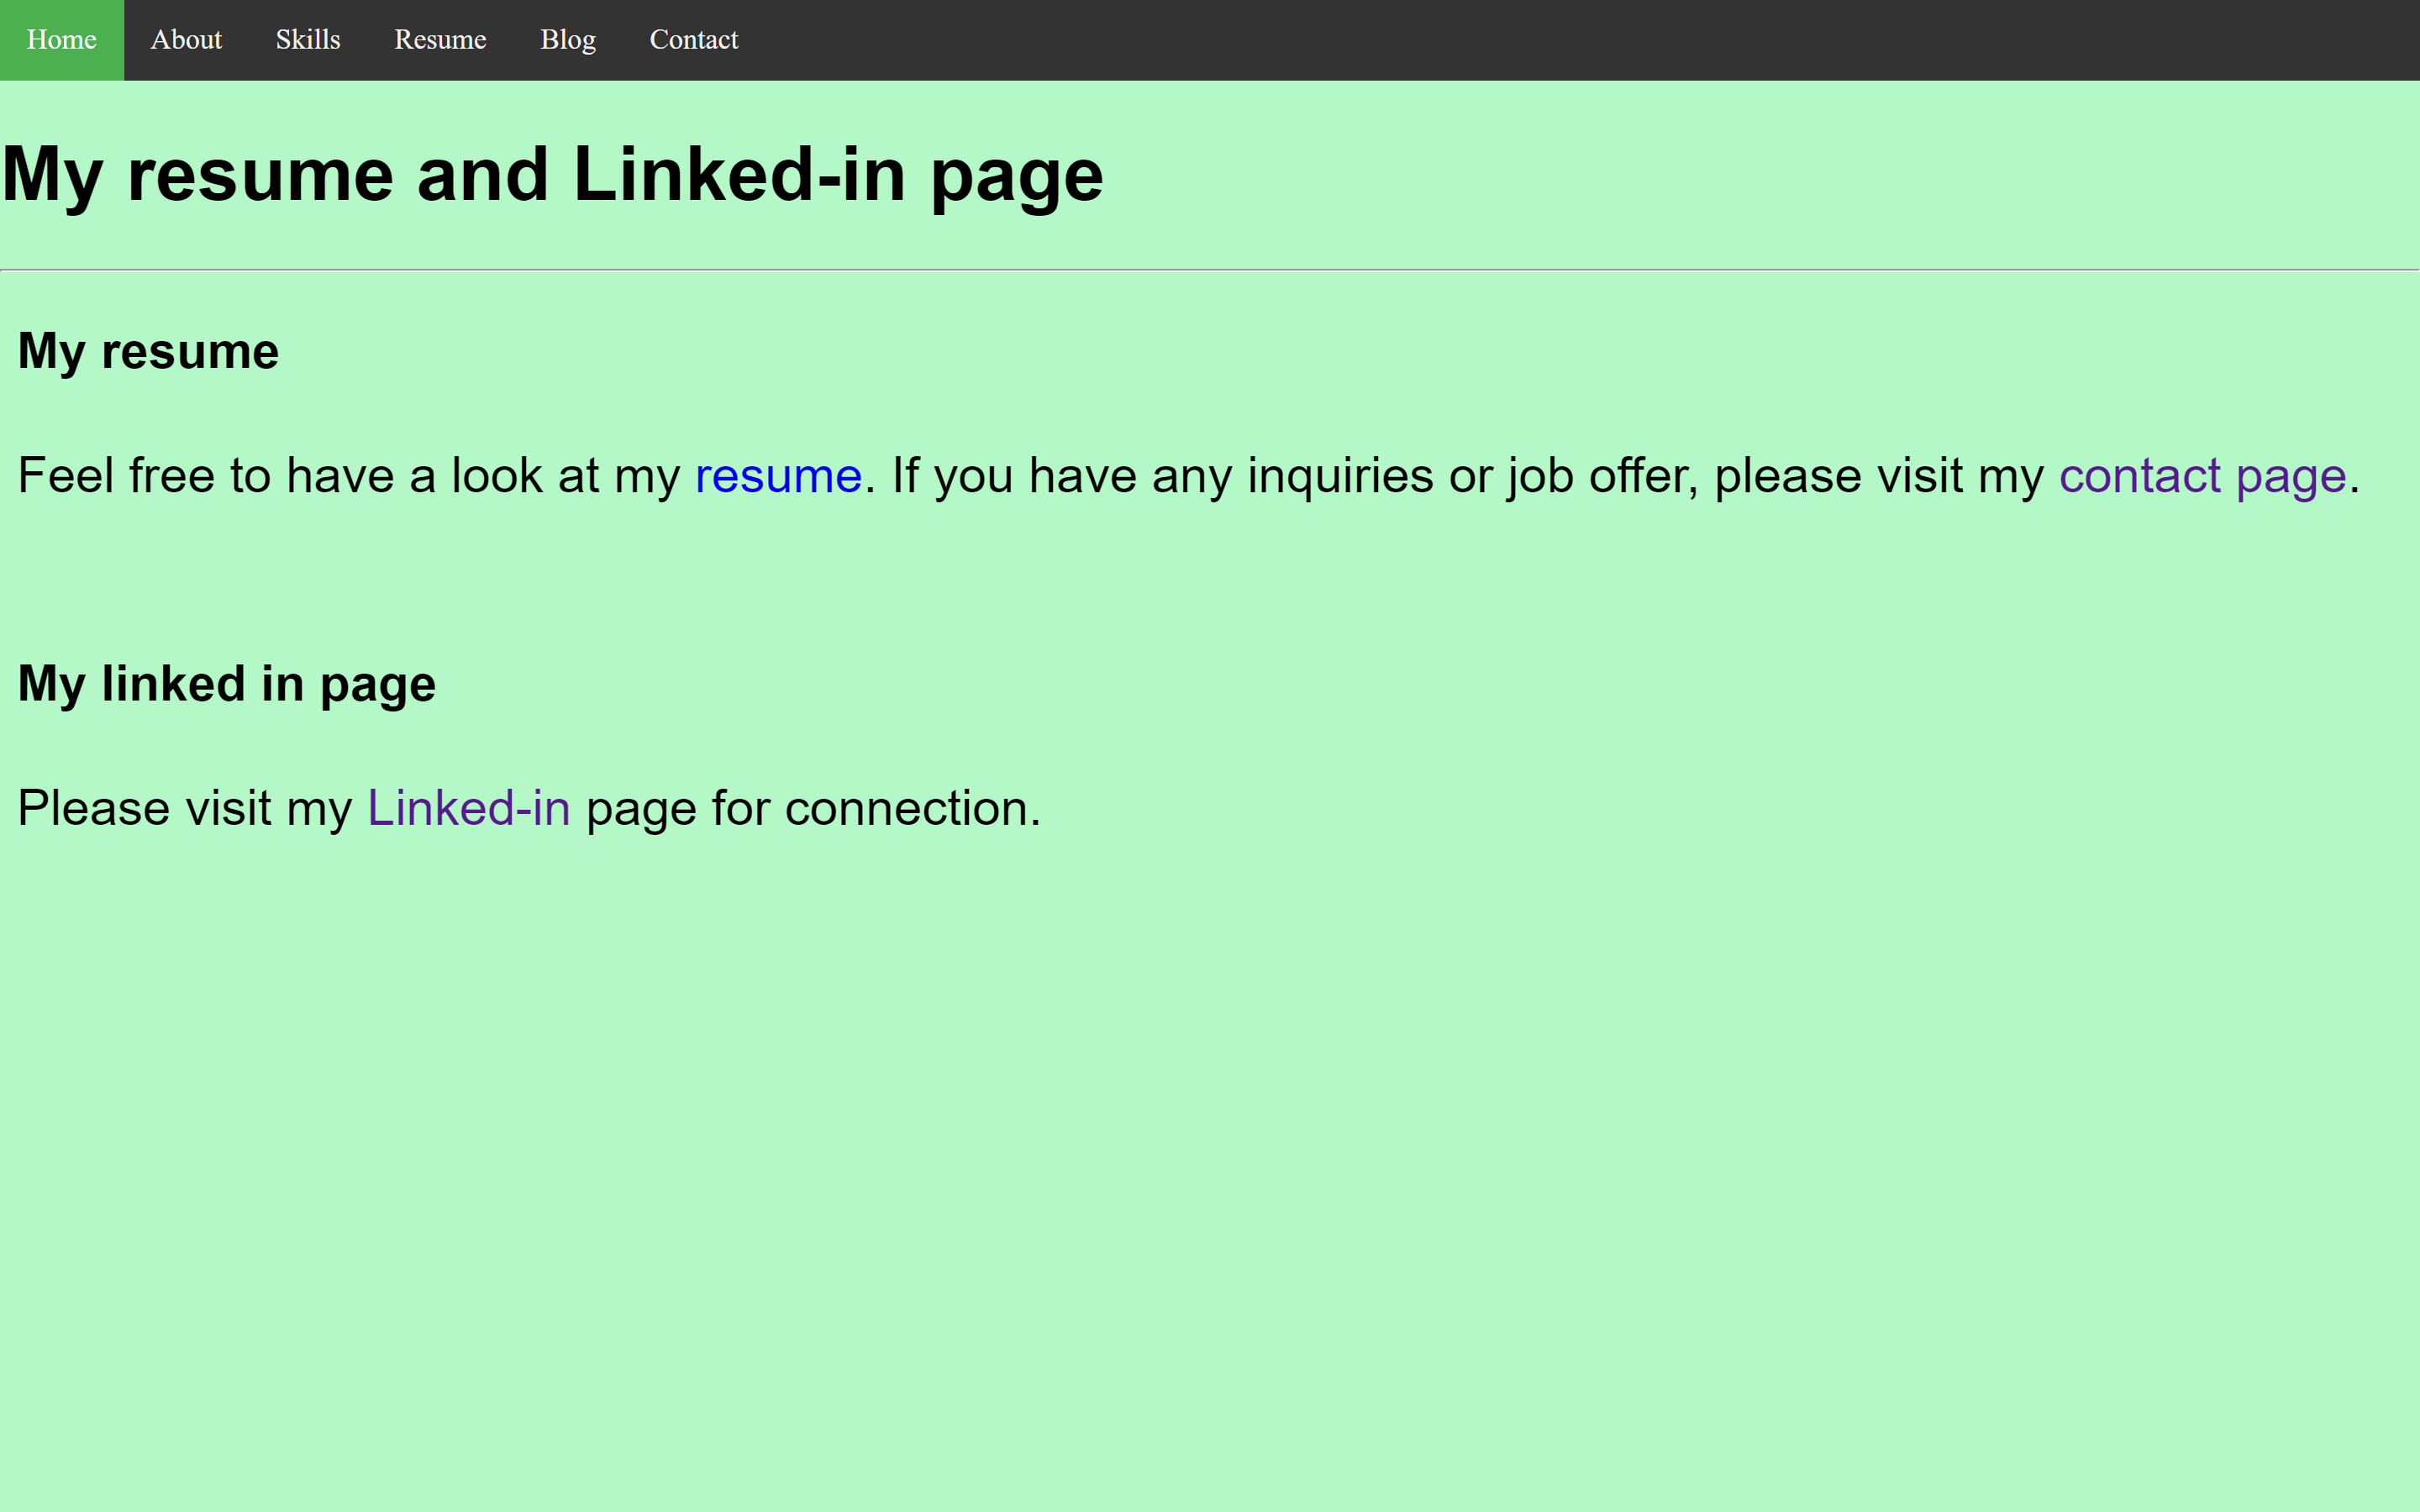 Home About Skills Resume Blog Contact
My resume and Linked-in page
My resume
Feel free to have a look at my resume. If you have any inquiries or job offer, please visit my contact page.
My linked in page
Please visit my Linked-in page for connection.